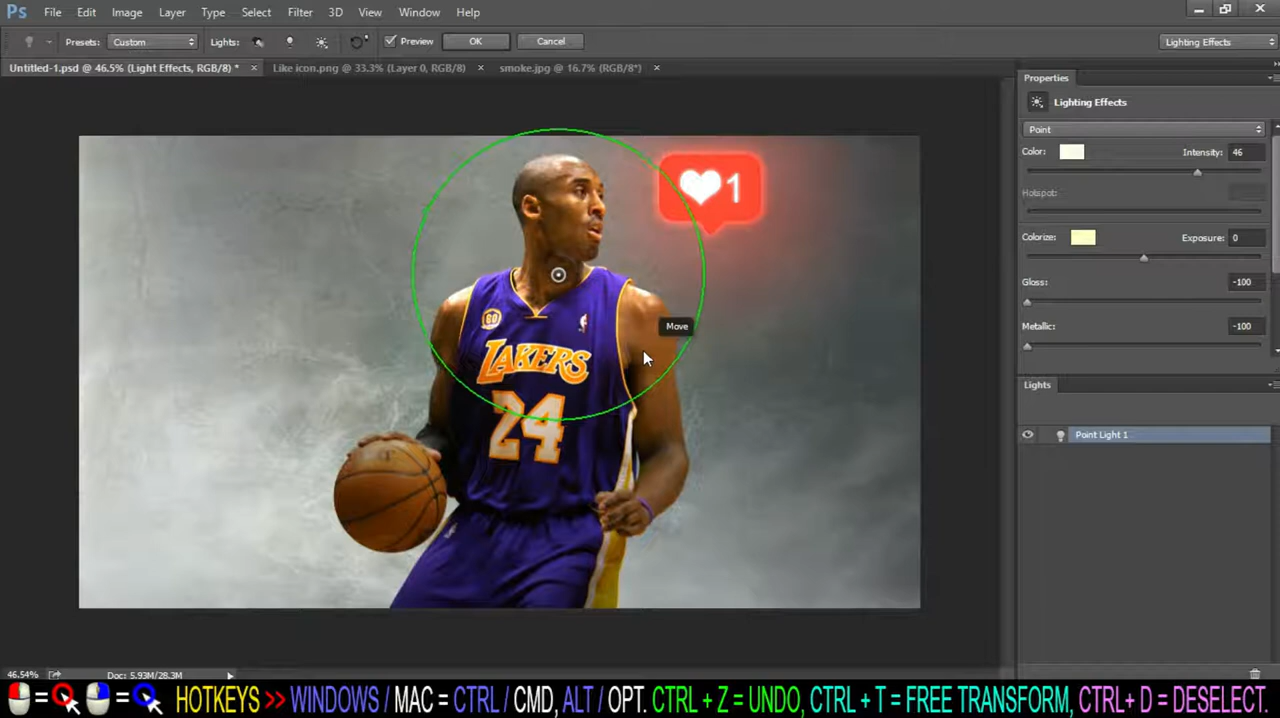 Ps File Edit Image Layer Type Select Filter 3D View Window Help
Presets: Custom Lights: Preview OK Cancel Lighting Effects
Untitled-1.psd @ 46.5% (Light Effects, RGB/8) * × Like icon.png @ 33.3% (Layer 0, RGB/8) × smoke.jpg @ 16.7% (RGB/8*) ×
Properties
Lighting Effects
Point
Color: Intensity: 46
Hotspot:
Colorize: Exposure: 0
Gloss: -100
Metallic: -100
Lights
Point Light 1
1
Move
60
LAKERS
24
46.54% Doc: 5.93M/28.3M
= = HOTKEYS >> WINDOWS / MAC = CTRL / CMD, ALT / OPT. CTRL + Z = UNDO, CTRL + T = FREE TRANSFORM, CTRL+ D = DESELECT.